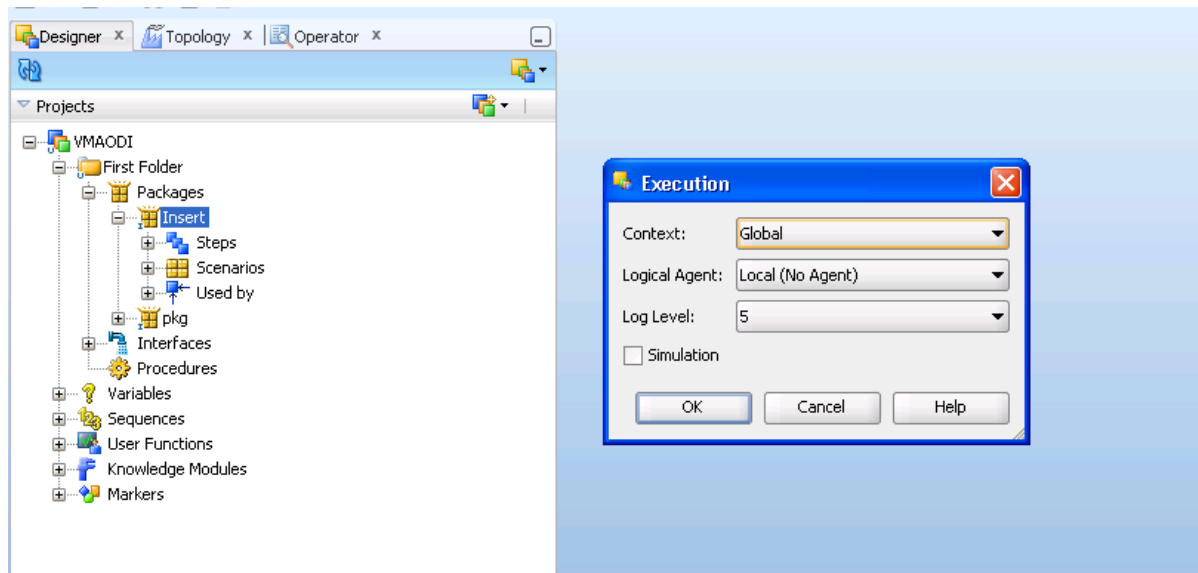 Designer x Topology x Operator x
Projects
VMAODI
First Folder
Packages
Insert
Steps
Scenarios
Used by
pkg
Interfaces
Procedures
Variables
Sequences
User Functions
Knowledge Modules
Markers
Execution
Context: Global
Logical Agent: Local (No Agent)
Log Level: 5
Simulation
OK Cancel Help